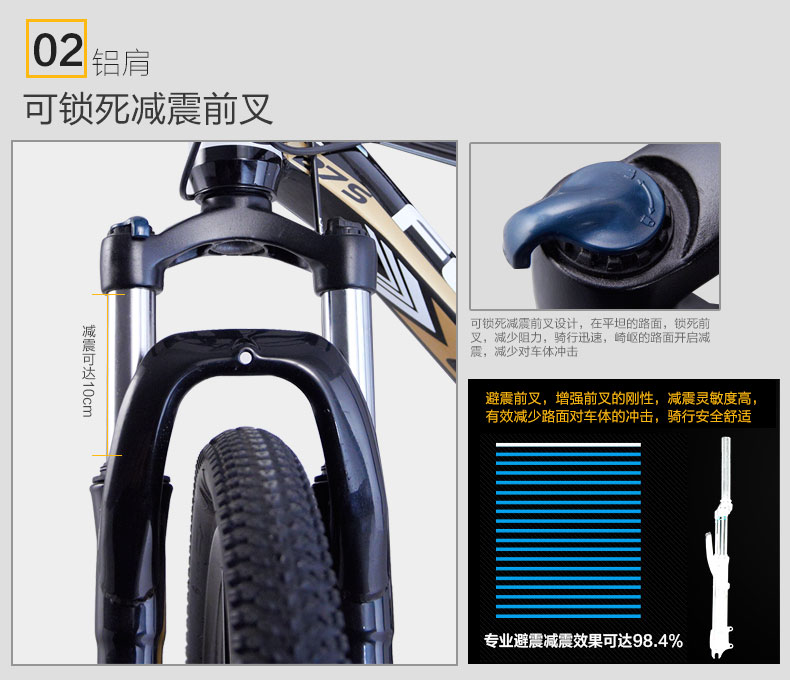 02 铝肩
可锁死减震前叉
C7S
减震可达10cm
可锁死减震前叉设计，在平坦的路面，锁死前
叉，减少阻力，骑行迅速，崎岖的路面开启减
震，减少对车体冲击
避震前叉，增强前叉的刚性，减震灵敏度高，
有效减少路面对车体的冲击，骑行安全舒适
专业避震减震效果可达98.4%